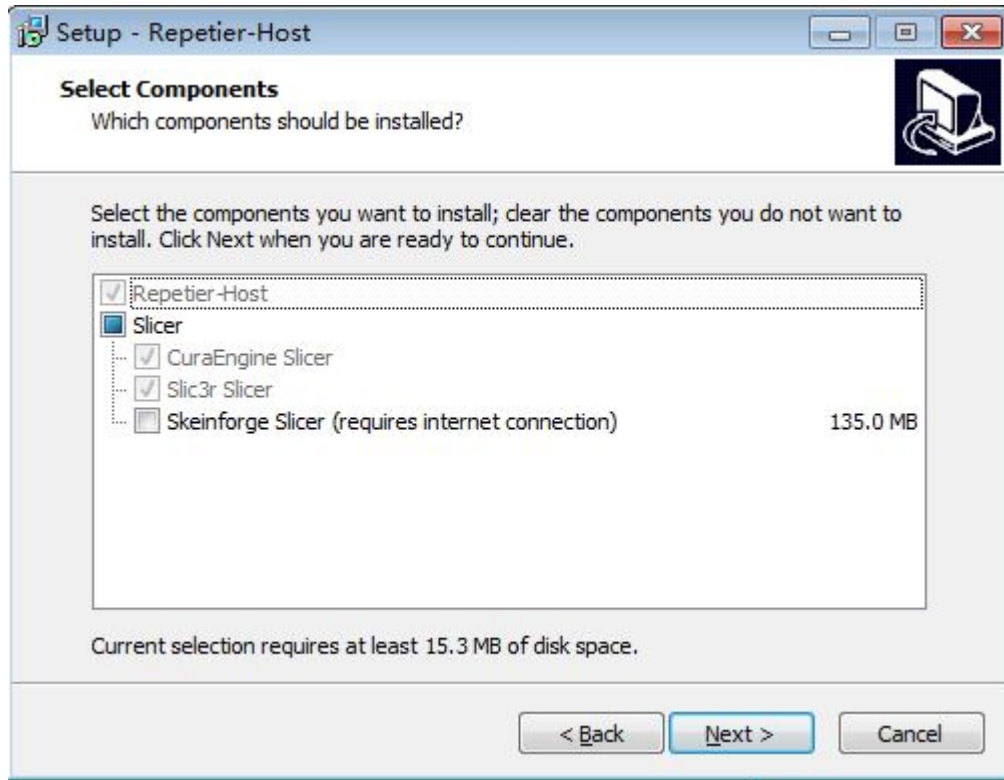 Setup - Repetier-Host
Select Components
Which components should be installed?
Select the components you want to install; clear the components you do not want to
install. Click Next when you are ready to continue.
Repetier-Host
Slicer
CuraEngine Slicer
Slic3r Slicer
Skeinforge Slicer (requires internet connection) 135.0 MB
Current selection requires at least 15.3 MB of disk space.
< Back Next > Cancel